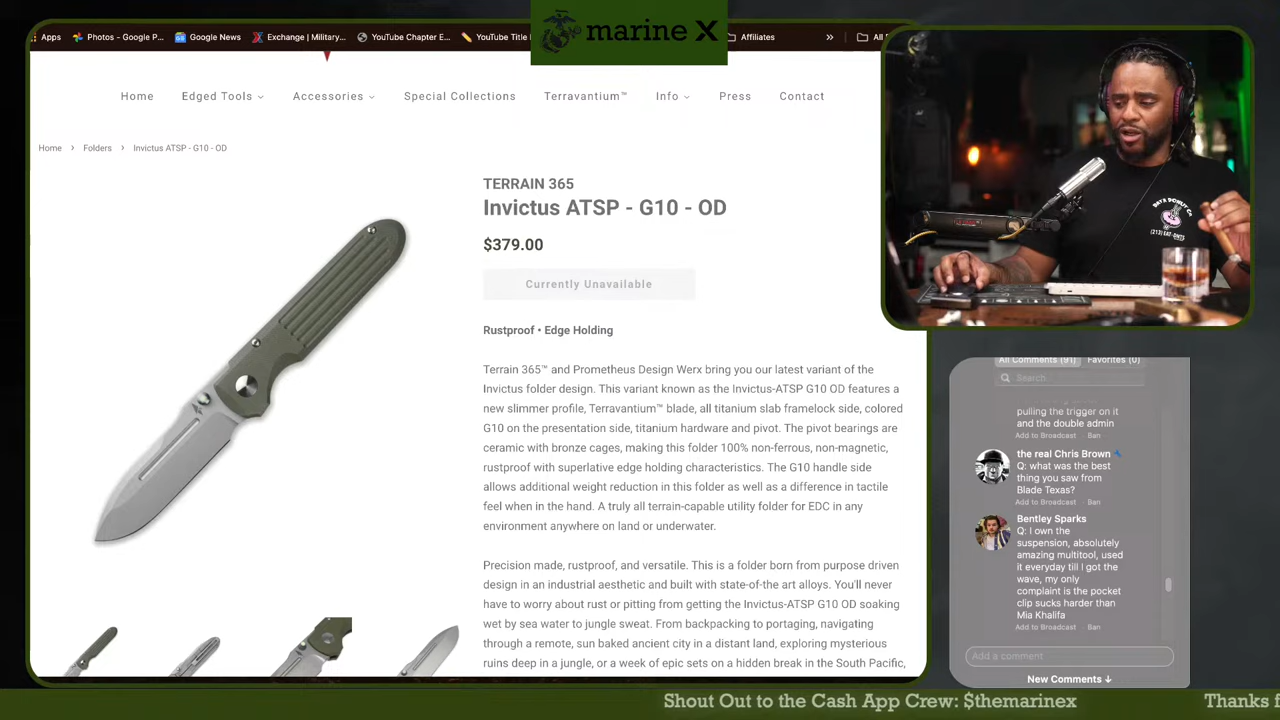 marine X
Apps
Photos - Google P...
Google News
Exchange | Military...
YouTube Chapter E...
YouTube Title
Affiliates
»
Home
Edged Tools
Accessories
Special Collections
Terravantium™
Info
Press
Contact
Home › Folders › Invictus ATSP - G10 - OD
TERRAIN 365
Invictus ATSP - G10 - OD
$379.00
Currently Unavailable
Rustproof • Edge Holding
Terrain 365™ and Prometheus Design Werx bring you our latest variant of the
Invictus folder design. This variant known as the Invictus-ATSP G10 OD features a
new slimmer profile, Terravantium™ blade, all titanium slab framelock side, colored
G10 on the presentation side, titanium hardware and pivot. The pivot bearings are
ceramic with bronze cages, making this folder 100% non-ferrous, non-magnetic,
rustproof with superlative edge holding characteristics. The G10 handle side
allows additional weight reduction in this folder as well as a difference in tactile
feel when in the hand. A truly all terrain-capable utility folder for EDC in any
environment anywhere on land or underwater.
Precision made, rustproof, and versatile. This is a folder born from purpose driven
design in an industrial aesthetic and built with state-of-the art alloys. You'll never
have to worry about rust or pitting from getting the Invictus-ATSP G10 OD soaking
wet by sea water to jungle sweat. From backpacking to portaging, navigating
through a remote, sun baked ancient city in a distant land, exploring mysterious
ruins deep in a jungle, or a week of epic sets on a hidden break in the South Pacific,
All Comments (91)
Favorites (0)
Search
pulling the trigger on it
and the double admin
Add to Broadcast · Ban
the real Chris Brown
Q: what was the best
thing you saw from
Blade Texas?
Add to Broadcast · Ban
Bentley Sparks
Q: I own the
suspension, absolutely
amazing multitool, used
it everyday till I got the
wave, my only
complaint is the pocket
clip sucks harder than
Mia Khalifa
Add to Broadcast · Ban
Add a comment
New Comments ↓
Shout Out to the Cash App Crew: $themarinex
Thanks f